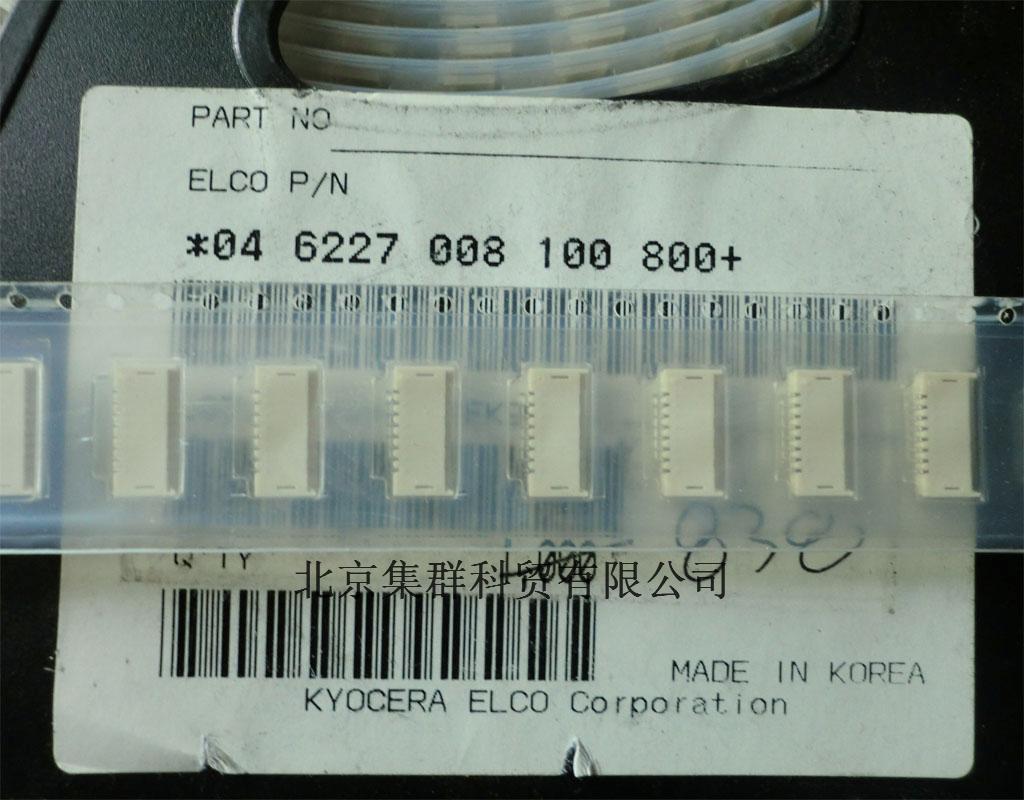 PART NO
ELCO P/N
*04 6227 008 100 800+
Q'TY
北京集群科贸有限公司
MADE IN KOREA
KYOCERA ELCO Corporation